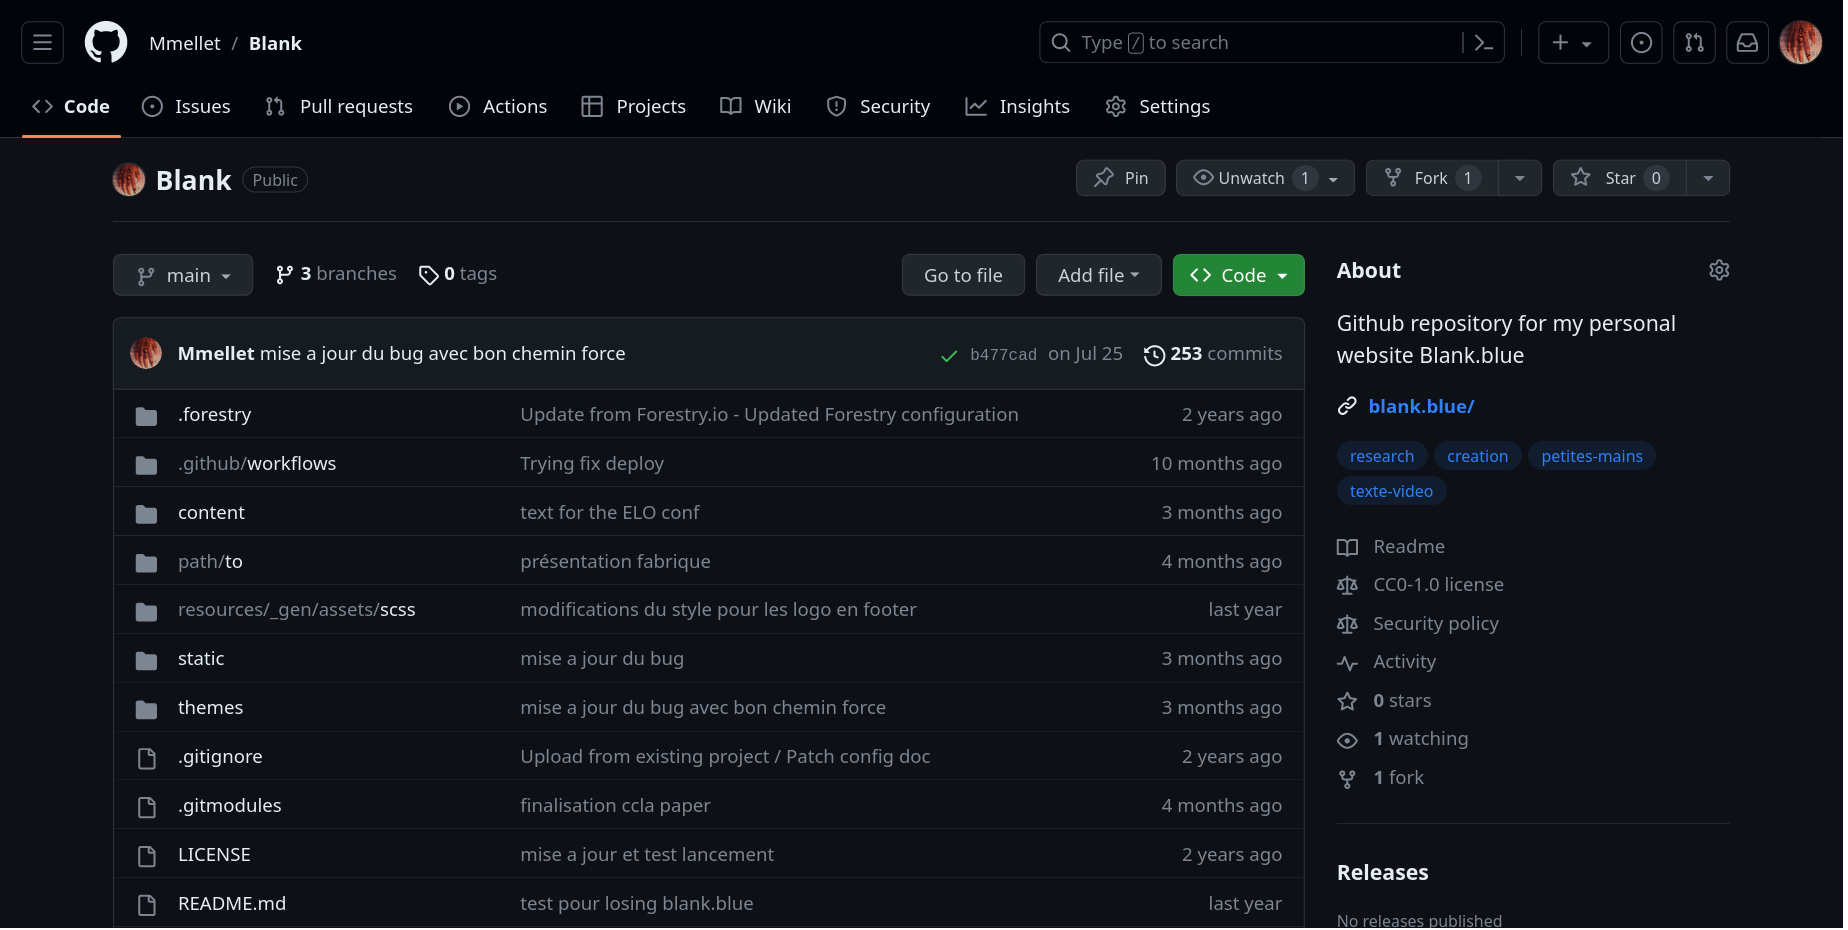 Mmellet / Blank
Type / to search
Code Issues Pull requests Actions Projects Wiki Security Insights Settings
Blank Public
Pin Unwatch 1 Fork 1 Star 0
main 3 branches 0 tags
Go to file Add file Code
Mmellet mise a jour du bug avec bon chemin force b477cad on Jul 25 253 commits
.forestry Update from Forestry.io - Updated Forestry configuration 2 years ago
.github/workflows Trying fix deploy 10 months ago
content text for the ELO conf 3 months ago
path/to présentation fabrique 4 months ago
resources/_gen/assets/scss modifications du style pour les logo en footer last year
static mise a jour du bug 3 months ago
themes mise a jour du bug avec bon chemin force 3 months ago
.gitignore Upload from existing project / Patch config doc 2 years ago
.gitmodules finalisation ccla paper 4 months ago
LICENSE mise a jour et test lancement 2 years ago
README.md test pour losing blank.blue last year
About
Github repository for my personal
website Blank.blue
blank.blue/
research creation petites-mains
texte-video
Readme
CC0-1.0 license
Security policy
Activity
0 stars
1 watching
1 fork
Releases
No releases published